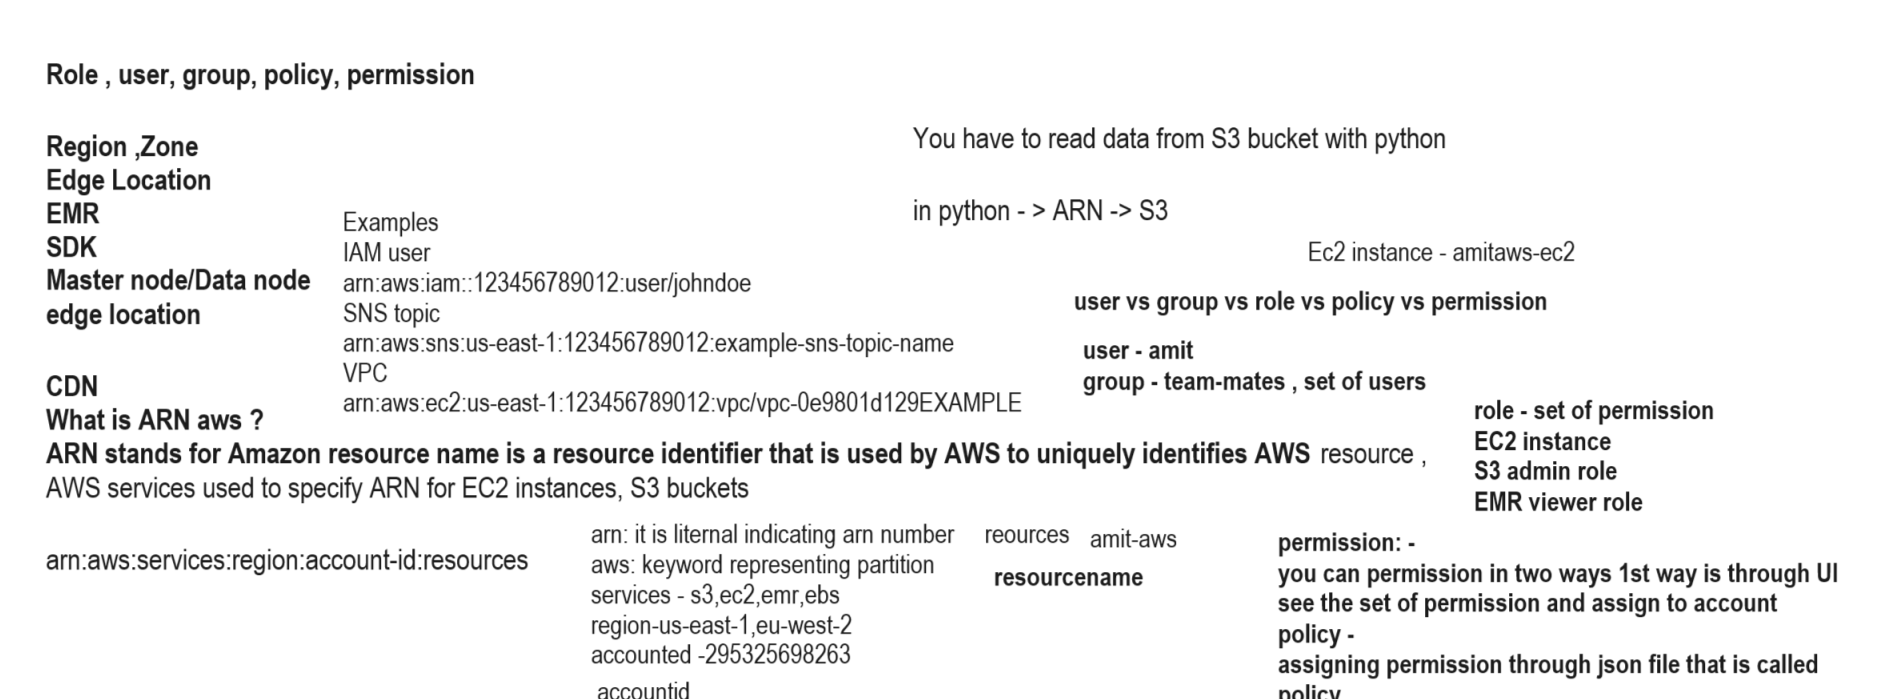 Role , user, group, policy, permission
Region ,Zone
Edge Location
EMR
SDK
Master node/Data node
edge location
CDN
What is ARN aws ?
ARN stands for Amazon resource name is a resource identifier that is used by AWS to uniquely identifies AWS resource ,
AWS services used to specify ARN for EC2 instances, S3 buckets
arn:aws:services:region:account-id:resources
Examples
IAM user
arn:aws:iam::123456789012:user/johndoe
SNS topic
arn:aws:sns:us-east-1:123456789012:example-sns-topic-name
VPC
arn:aws:ec2:us-east-1:123456789012:vpc/vpc-0e9801d129EXAMPLE
arn: it is liternal indicating arn number
aws: keyword representing partition
services - s3,ec2,emr,ebs
region-us-east-1,eu-west-2
accounted -295325698263
accountid
reources
amit-aws
resourcename
You have to read data from S3 bucket with python
in python - > ARN -> S3
Ec2 instance - amitaws-ec2
user vs group vs role vs policy vs permission
user - amit
group - team-mates , set of users
role - set of permission
EC2 instance
S3 admin role
EMR viewer role
permission: -
you can permission in two ways 1st way is through UI
see the set of permission and assign to account
policy -
assigning permission through json file that is called
policy